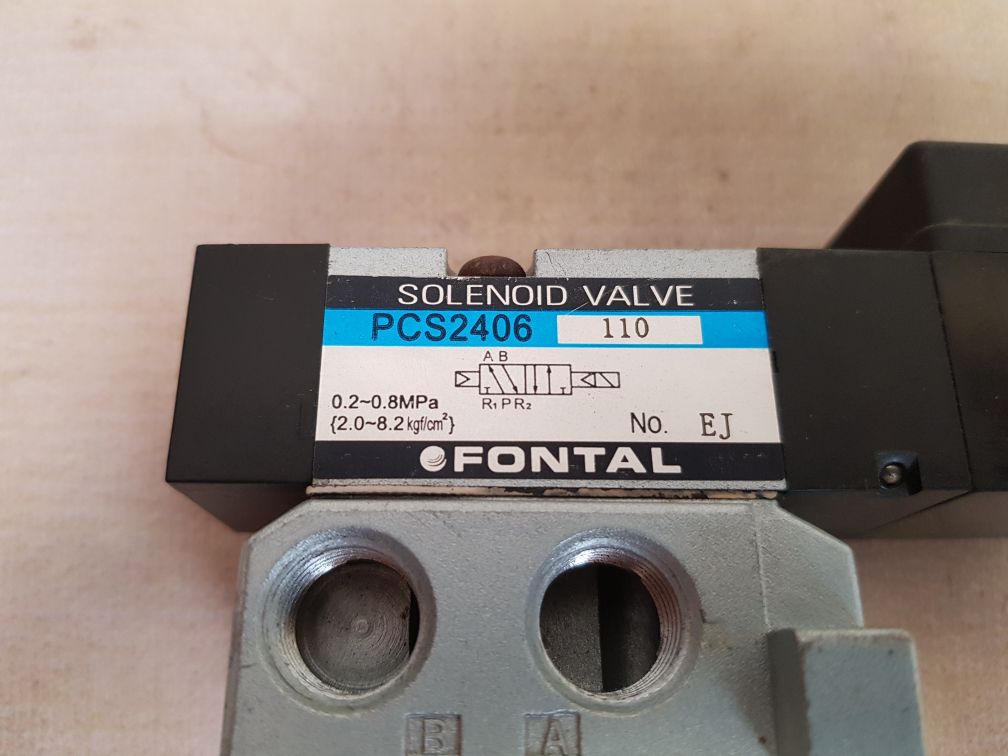 SOLENOID VALVE
PCS2406 110
A B
R₁ P R₂
0.2~0.8MPa
{2.0~8.2 kgf/cm²}
No. EJ
FONTAL
B A